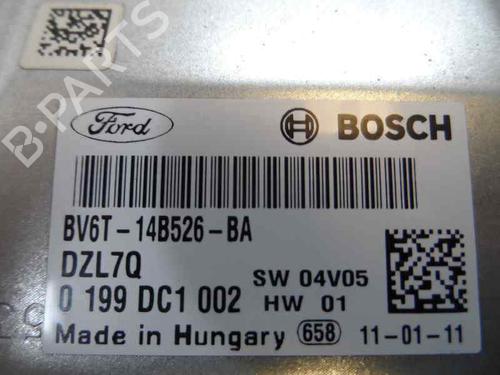 B-PARTS
Ford
BOSCH
BV6T-14B526-BA
DZL7Q
0 199 DC1 002
SW 04V05
HW 01
Made in Hungary 658 11-01-11